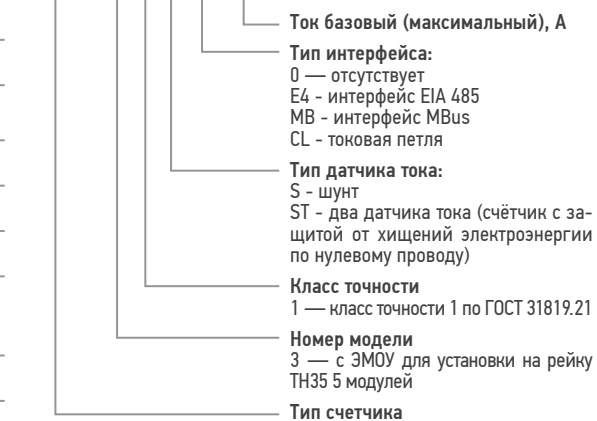 Ток базовый (максимальный), А
Тип интерфейса:
0 — отсутствует
E4 - интерфейс EIA 485
MB - интерфейс MBus
CL - токовая петля
Тип датчика тока:
S - шунт
ST - два датчика тока (счётчик с за-
щитой от хищений электроэнергии
по нулевому проводу)
Класс точности
1 — класс точности 1 по ГОСТ 31819.21
Номер модели
3 — с ЭМОУ для установки на рейку
TH35 5 модулей
Тип счетчика